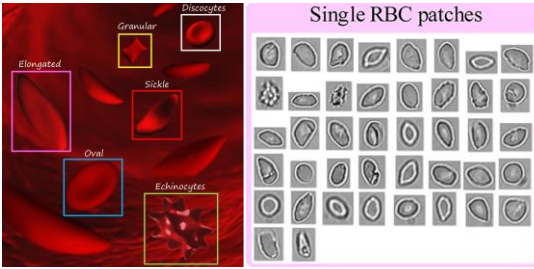 Discocytes
Granular
Elongated
Sickle
Oval
Echinocytes
Single RBC patches